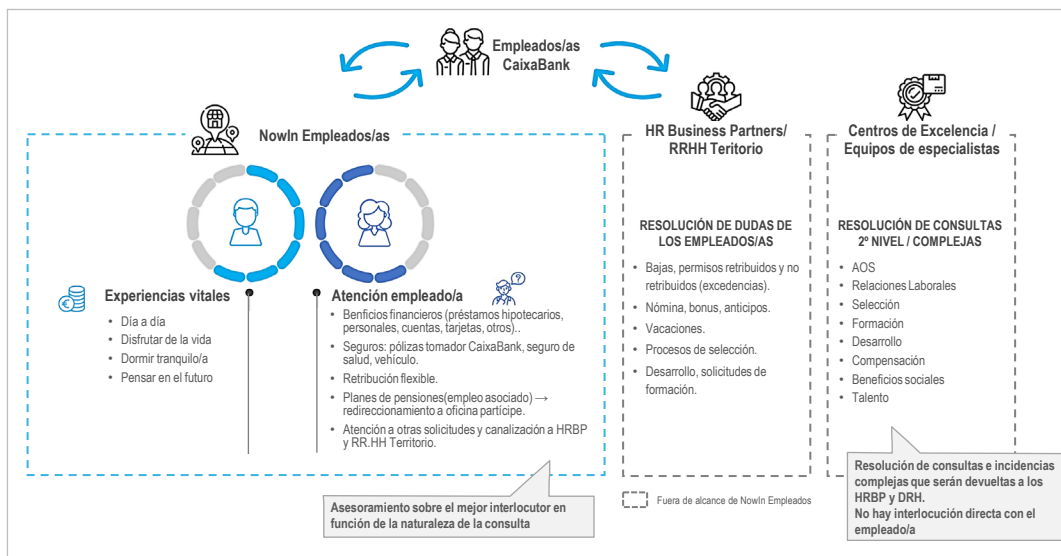 Empleados/as
CaixaBank
NowIn Empleados/as
HR Business Partners/
RRHH Teritorio
Centros de Excelencia /
Equipos de especialistas
Experiencias vitales
• Día a día
• Disfrutar de la vida
• Dormir tranquilo/a
• Pensar en el futuro
Atención empleado/a
• Benficios financieros (préstamos hipotecarios,
personales, cuentas, tarjetas, otros)..
• Seguros: pólizas tomador CaixaBank, seguro de
salud, vehículo.
• Retribución flexible.
• Planes de pensiones(empleo asociado) →
redireccionamiento a oficina partícipe.
• Atención a otras solicitudes y canalización a HRBP
y RR.HH Territorio.
Asesoramiento sobre el mejor interlocutor en
función de la naturaleza de la consulta
RESOLUCIÓN DE DUDAS DE
LOS EMPLEADOS/AS
• Bajas, permisos retribuidos y no
retribuidos (excedencias).
• Nómina, bonus, anticipos.
• Vacaciones.
• Procesos de selección.
• Desarrollo, solicitudes de
formación.
Fuera de alcance de NowIn Empleados
RESOLUCIÓN DE CONSULTAS
2º NIVEL / COMPLEJAS
• AOS
• Relaciones Laborales
• Selección
• Formación
• Desarrollo
• Compensación
• Beneficios sociales
• Talento
Resolución de consultas e incidencias
complejas que serán devueltas a los
HRBP y DRH.
No hay interlocución directa con el
empleado/a